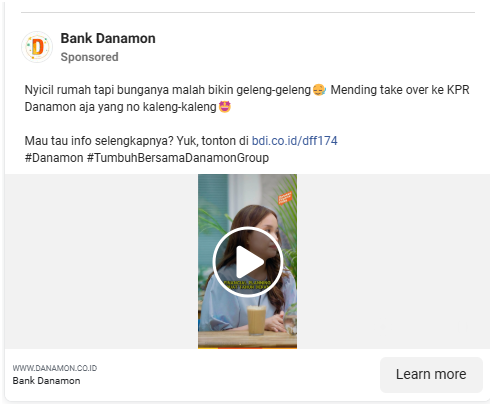 Bank Danamon
Sponsored
Nyicil rumah tapi bunganya malah bikin geleng-geleng😪 Mending take over ke KPR
Danamon aja yang no kaleng-kaleng🤩
Mau tau info selengkapnya? Yuk, tonton di bdi.co.id/dff174
#Danamon #TumbuhBersamaDanamonGroup
WWW.DANAMON.CO.ID
Bank Danamon
Learn more